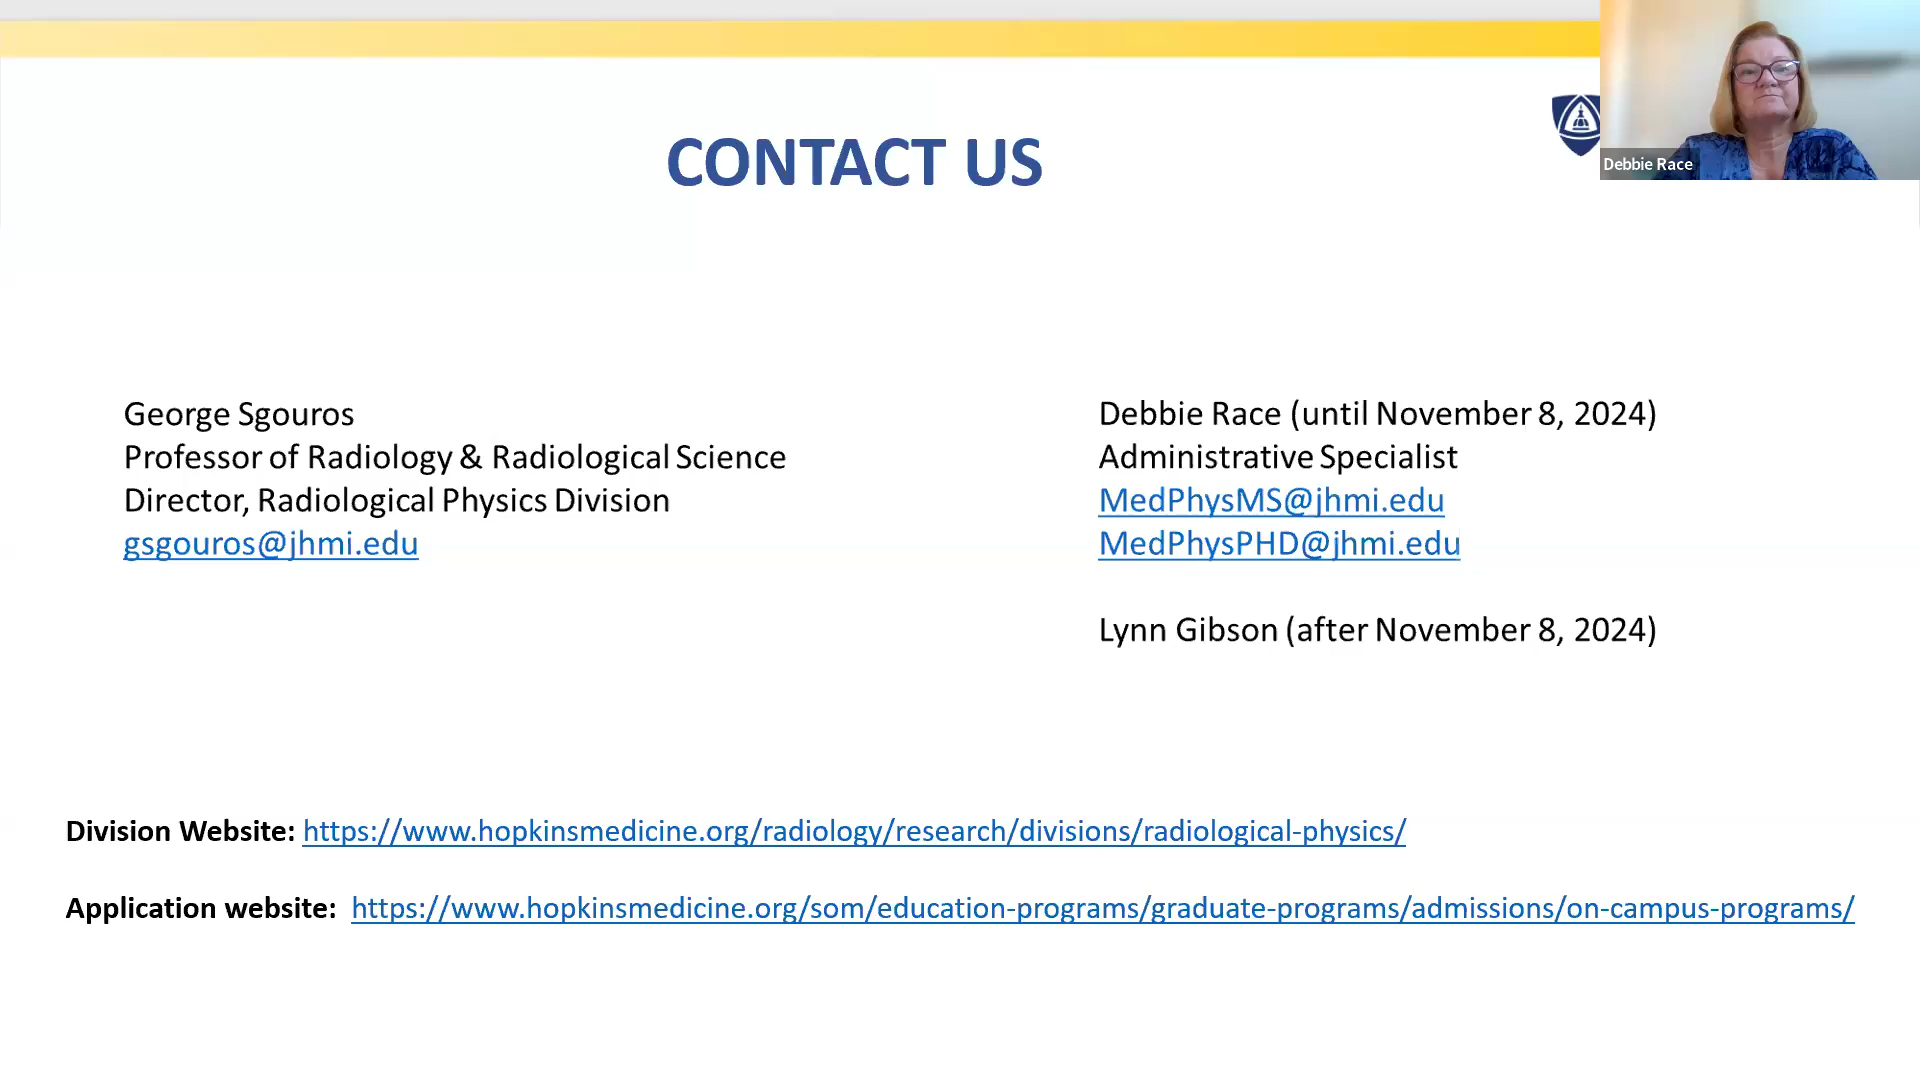 CONTACT US
Debbie Race
George Sgouros
Professor of Radiology & Radiological Science
Director, Radiological Physics Division
gsgouros@jhmi.edu
Debbie Race (until November 8, 2024)
Administrative Specialist
MedPhysMS@jhmi.edu
MedPhysPHD@jhmi.edu
Lynn Gibson (after November 8, 2024)
Division Website: https://www.hopkinsmedicine.org/radiology/research/divisions/radiological-physics/
Application website: https://www.hopkinsmedicine.org/som/education-programs/graduate-programs/admissions/on-campus-programs/